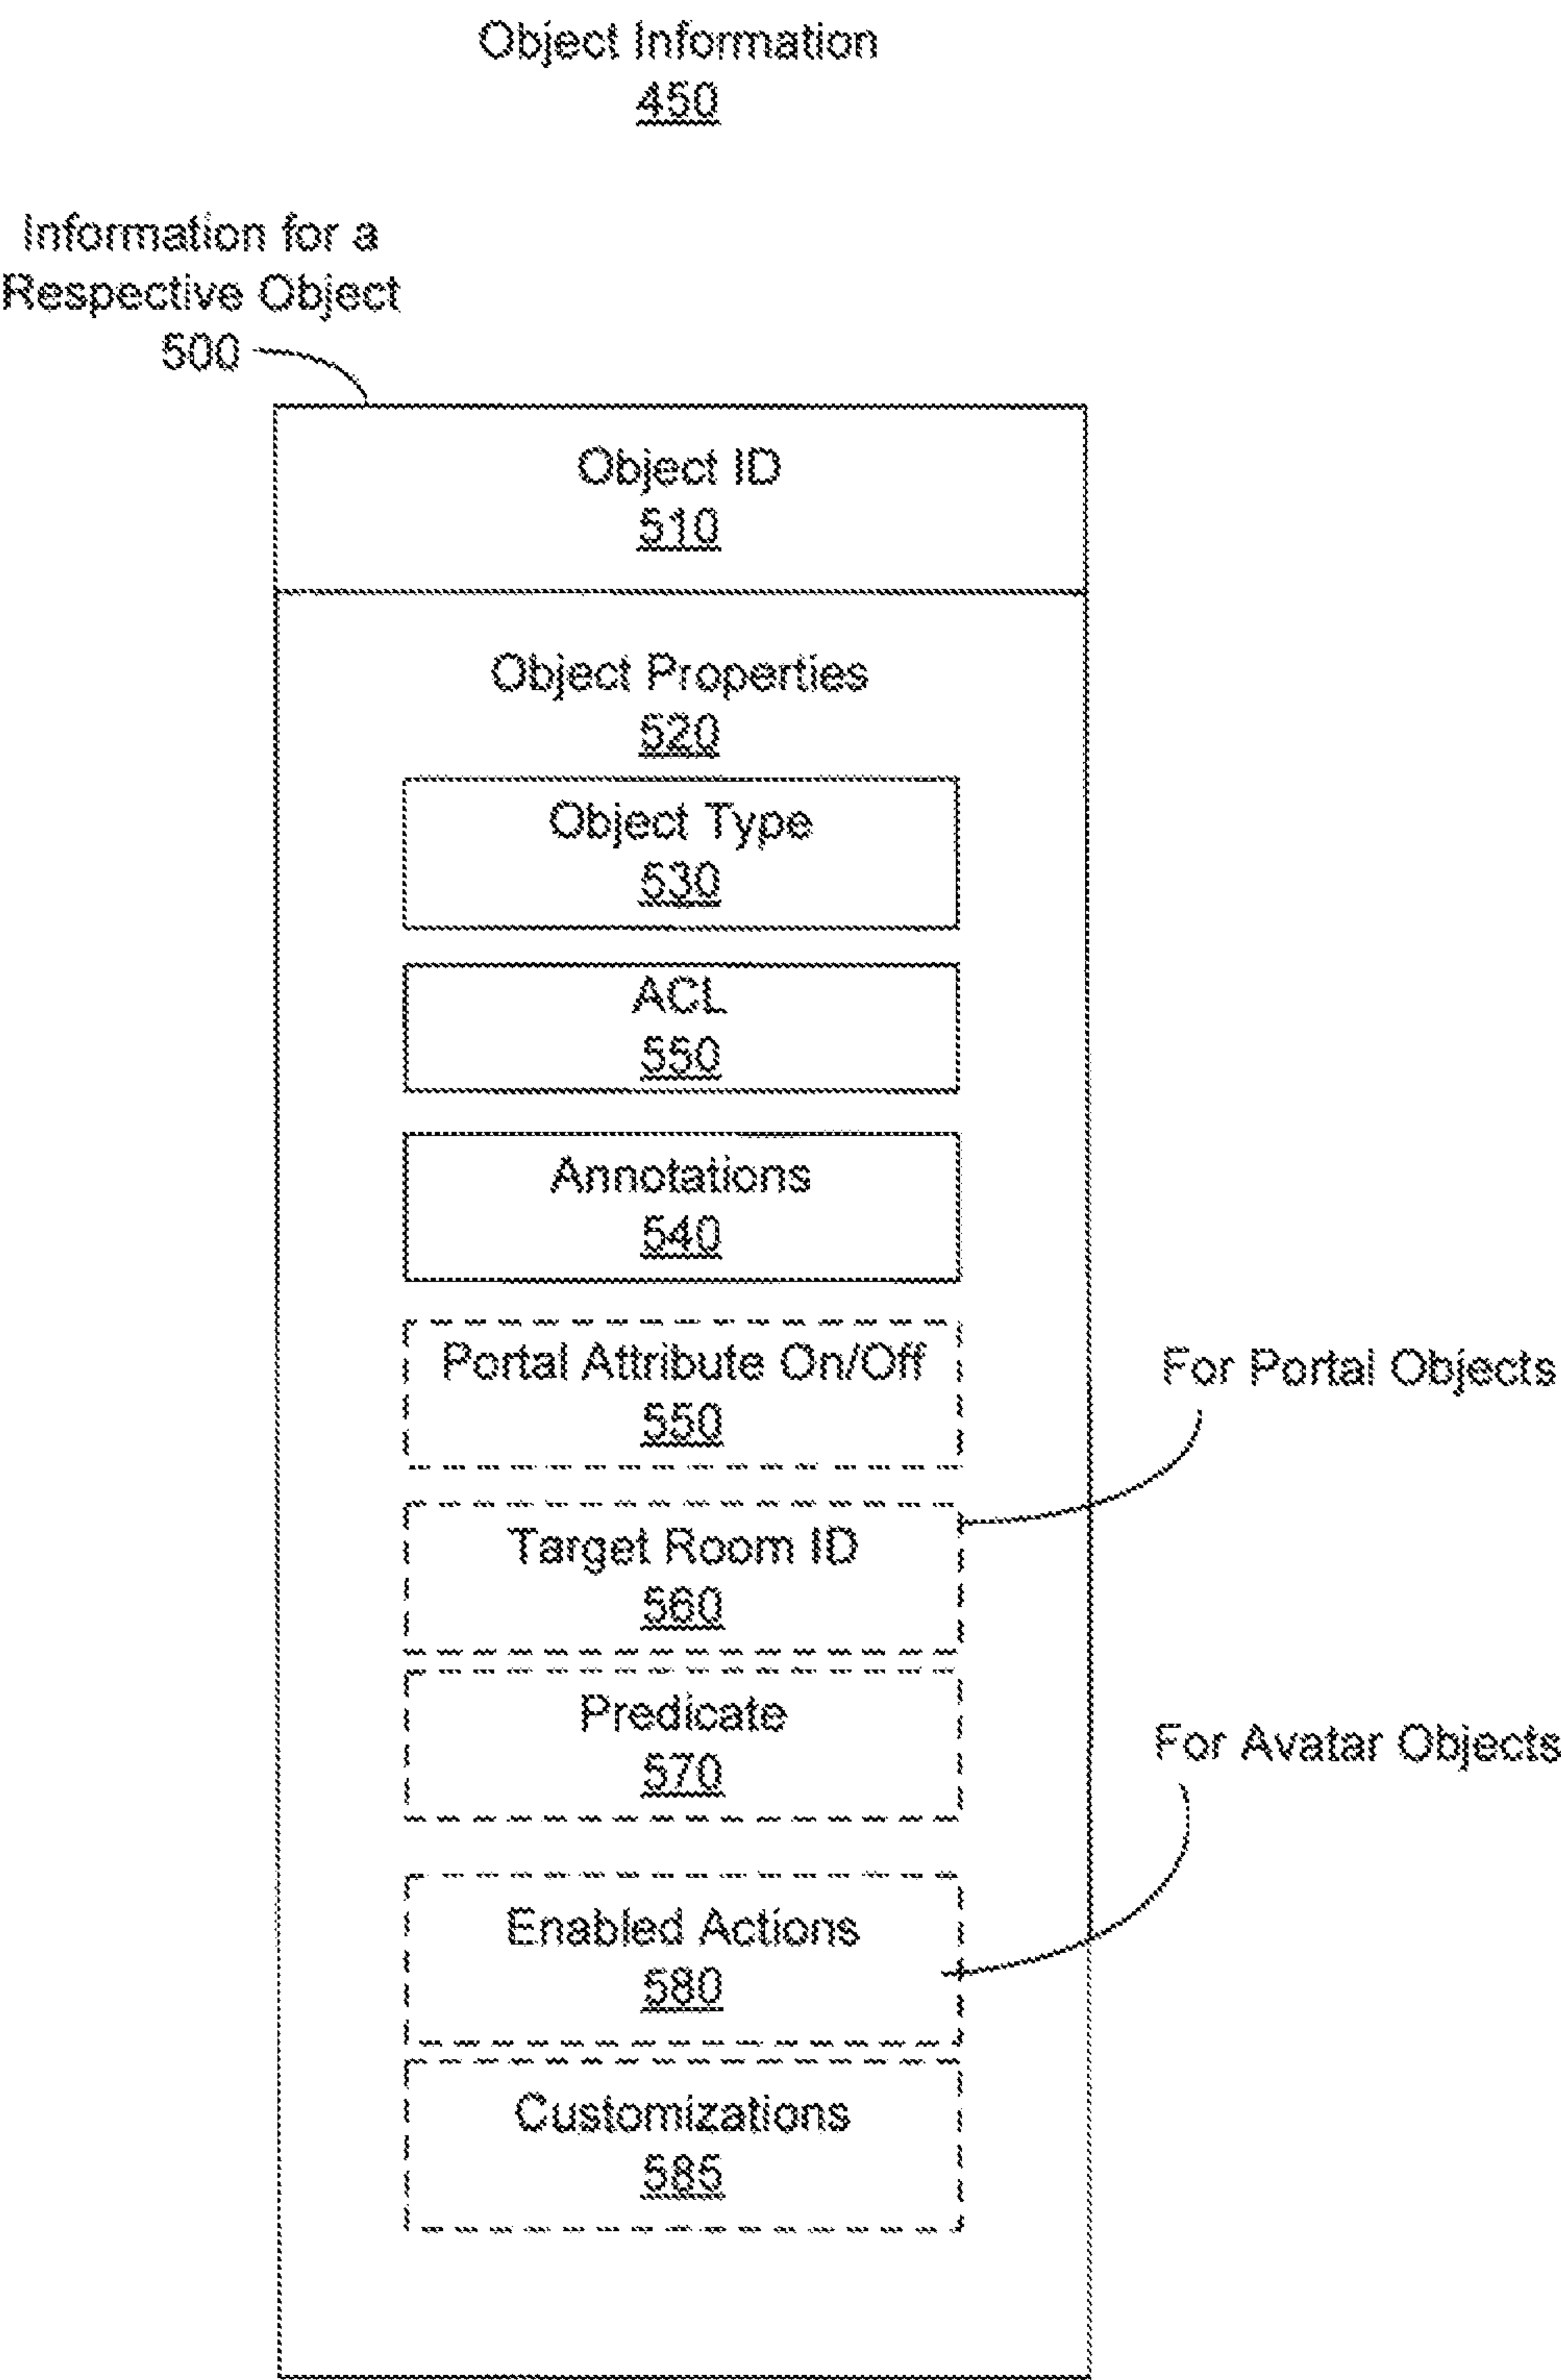 Object Information
450
Information for a
Respective Object
500
Object ID
510
Object Properties
520
Object Type
530
ACL
550
Annotations
540
Portal Attribute On/Off
550
For Portal Objects
Target Room ID
560
Predicate
570
For Avatar Objects
Enabled Actions
580
Customizations
585